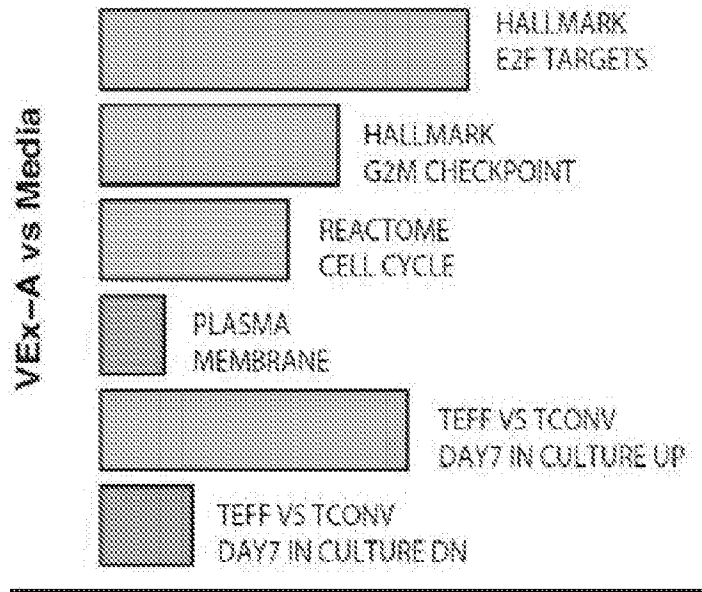 VEx-A vs Media
HALLMARK
E2F TARGETS
HALLMARK
G2M CHECKPOINT
REACTOME
CELL CYCLE
PLASMA
MEMBRANE
TEFF VS TCONV
DAY7 IN CULTURE UP
TEFF VS TCONV
DAY7 IN CULTURE DN